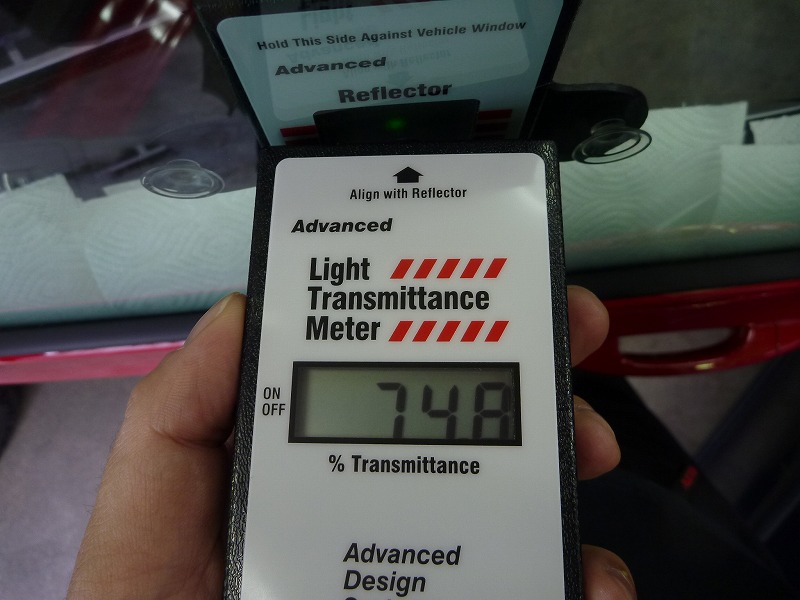 Light
Hold This Side Against Vehicle Window
Advanced
Reflector
Align with Reflector
Advanced
Light
Transmittance
Meter
ON
OFF
74.8
% Transmittance
Advanced
Design